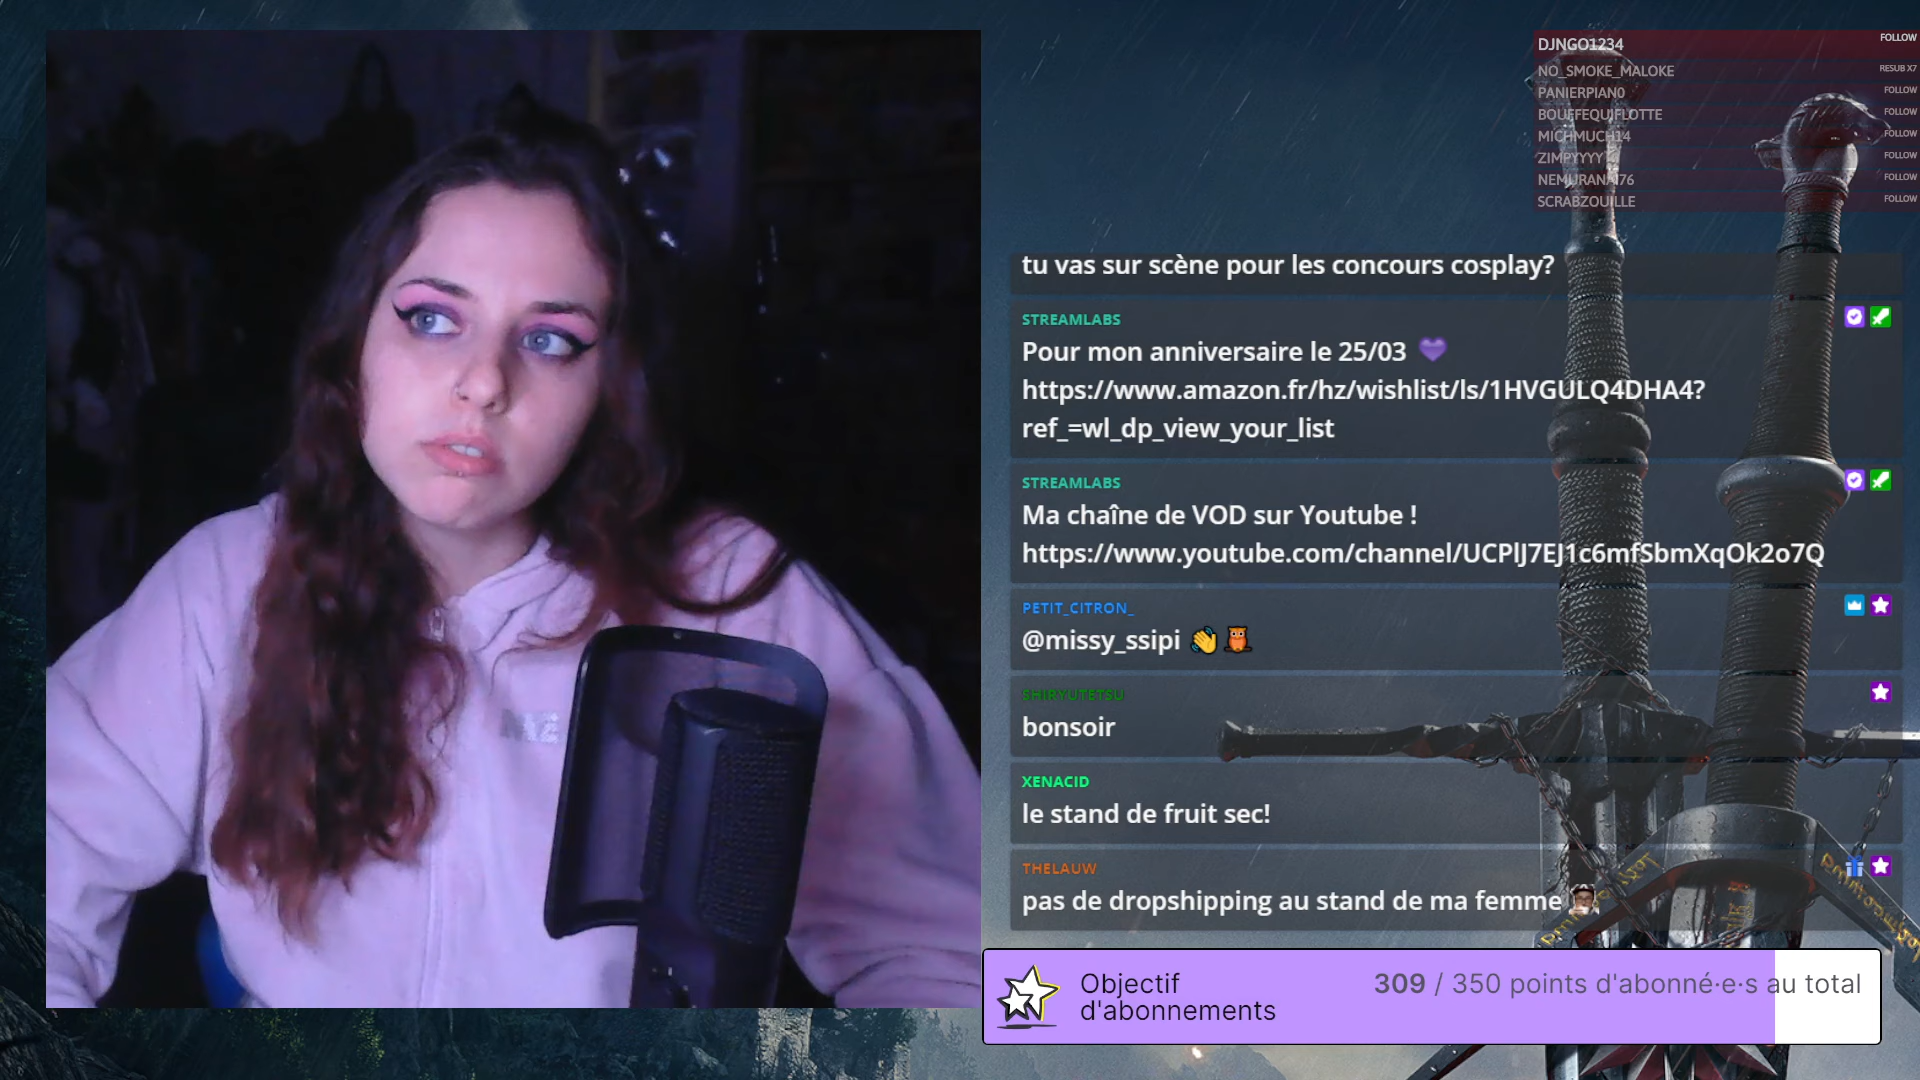 DJNGO1234 FOLLOW
NO_SMOKE_MALOKE RESUB X7
PANIERPIAN0 FOLLOW
BOUFFEQUIFLOTTE FOLLOW
MICHMUCH14 FOLLOW
ZIMPYYYY FOLLOW
FOLLOW
SCRABZOUILLE FOLLOW
tu vas sur scène pour les concours cosplay?
STREAMLABS
Pour mon anniversaire le 25/03 💜
https://www.amazon.fr/hz/wishlist/ls/1HVGULQ4DHA4?
ref_=wl_dp_view_your_list
STREAMLABS
Ma chaîne de VOD sur Youtube !
https://www.youtube.com/channel/UCPlJ7EJ1c6mfSbmXqOk2o7Q
PETIT_CITRON_
@missy_ssipi 👋🦉
SHIRYUTETSU
bonsoir
XENACID
le stand de fruit sec!
THELAUW
pas de dropshipping au stand de ma femme
Objectif
d'abonnements
309 / 350 points d'abonné·e·s au total